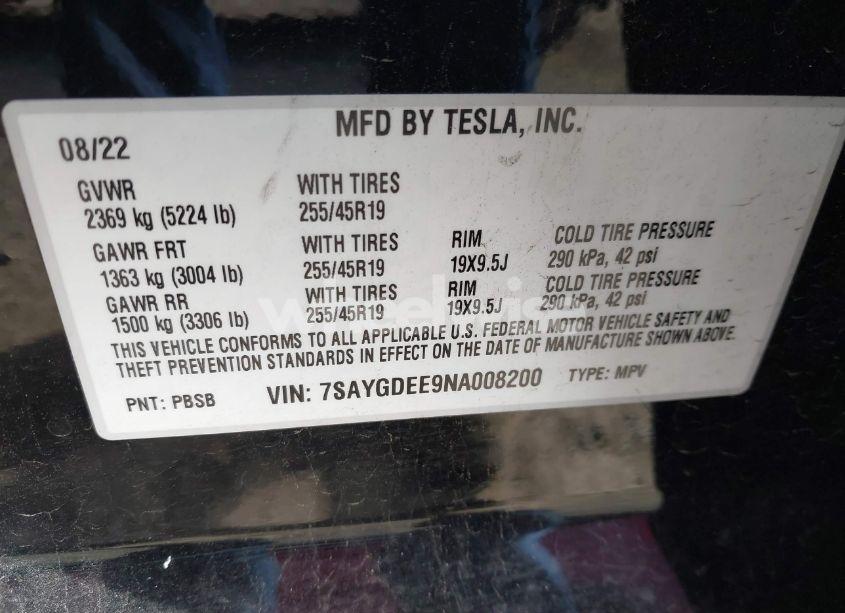 MFD BY TESLA, INC.
08/22
GVWR WITH TIRES
2369 kg (5224 lb) 255/45R19
GAWR FRT WITH TIRES RIM COLD TIRE PRESSURE
1363 kg (3004 lb) 255/45R19 19X9.5J 290 kPa, 42 psi
GAWR RR WITH TIRES RIM COLD TIRE PRESSURE
1500 kg (3306 lb) 255/45R19 19X9.5J 290 kPa, 42 psi
THIS VEHICLE CONFORMS TO ALL APPLICABLE U.S. FEDERAL MOTOR VEHICLE SAFETY AND
THEFT PREVENTION STANDARDS IN EFFECT ON THE DATE OF MANUFACTURE SHOWN ABOVE.
PNT: PBSB VIN: 7SAYGDEE9NA008200 TYPE: MPV